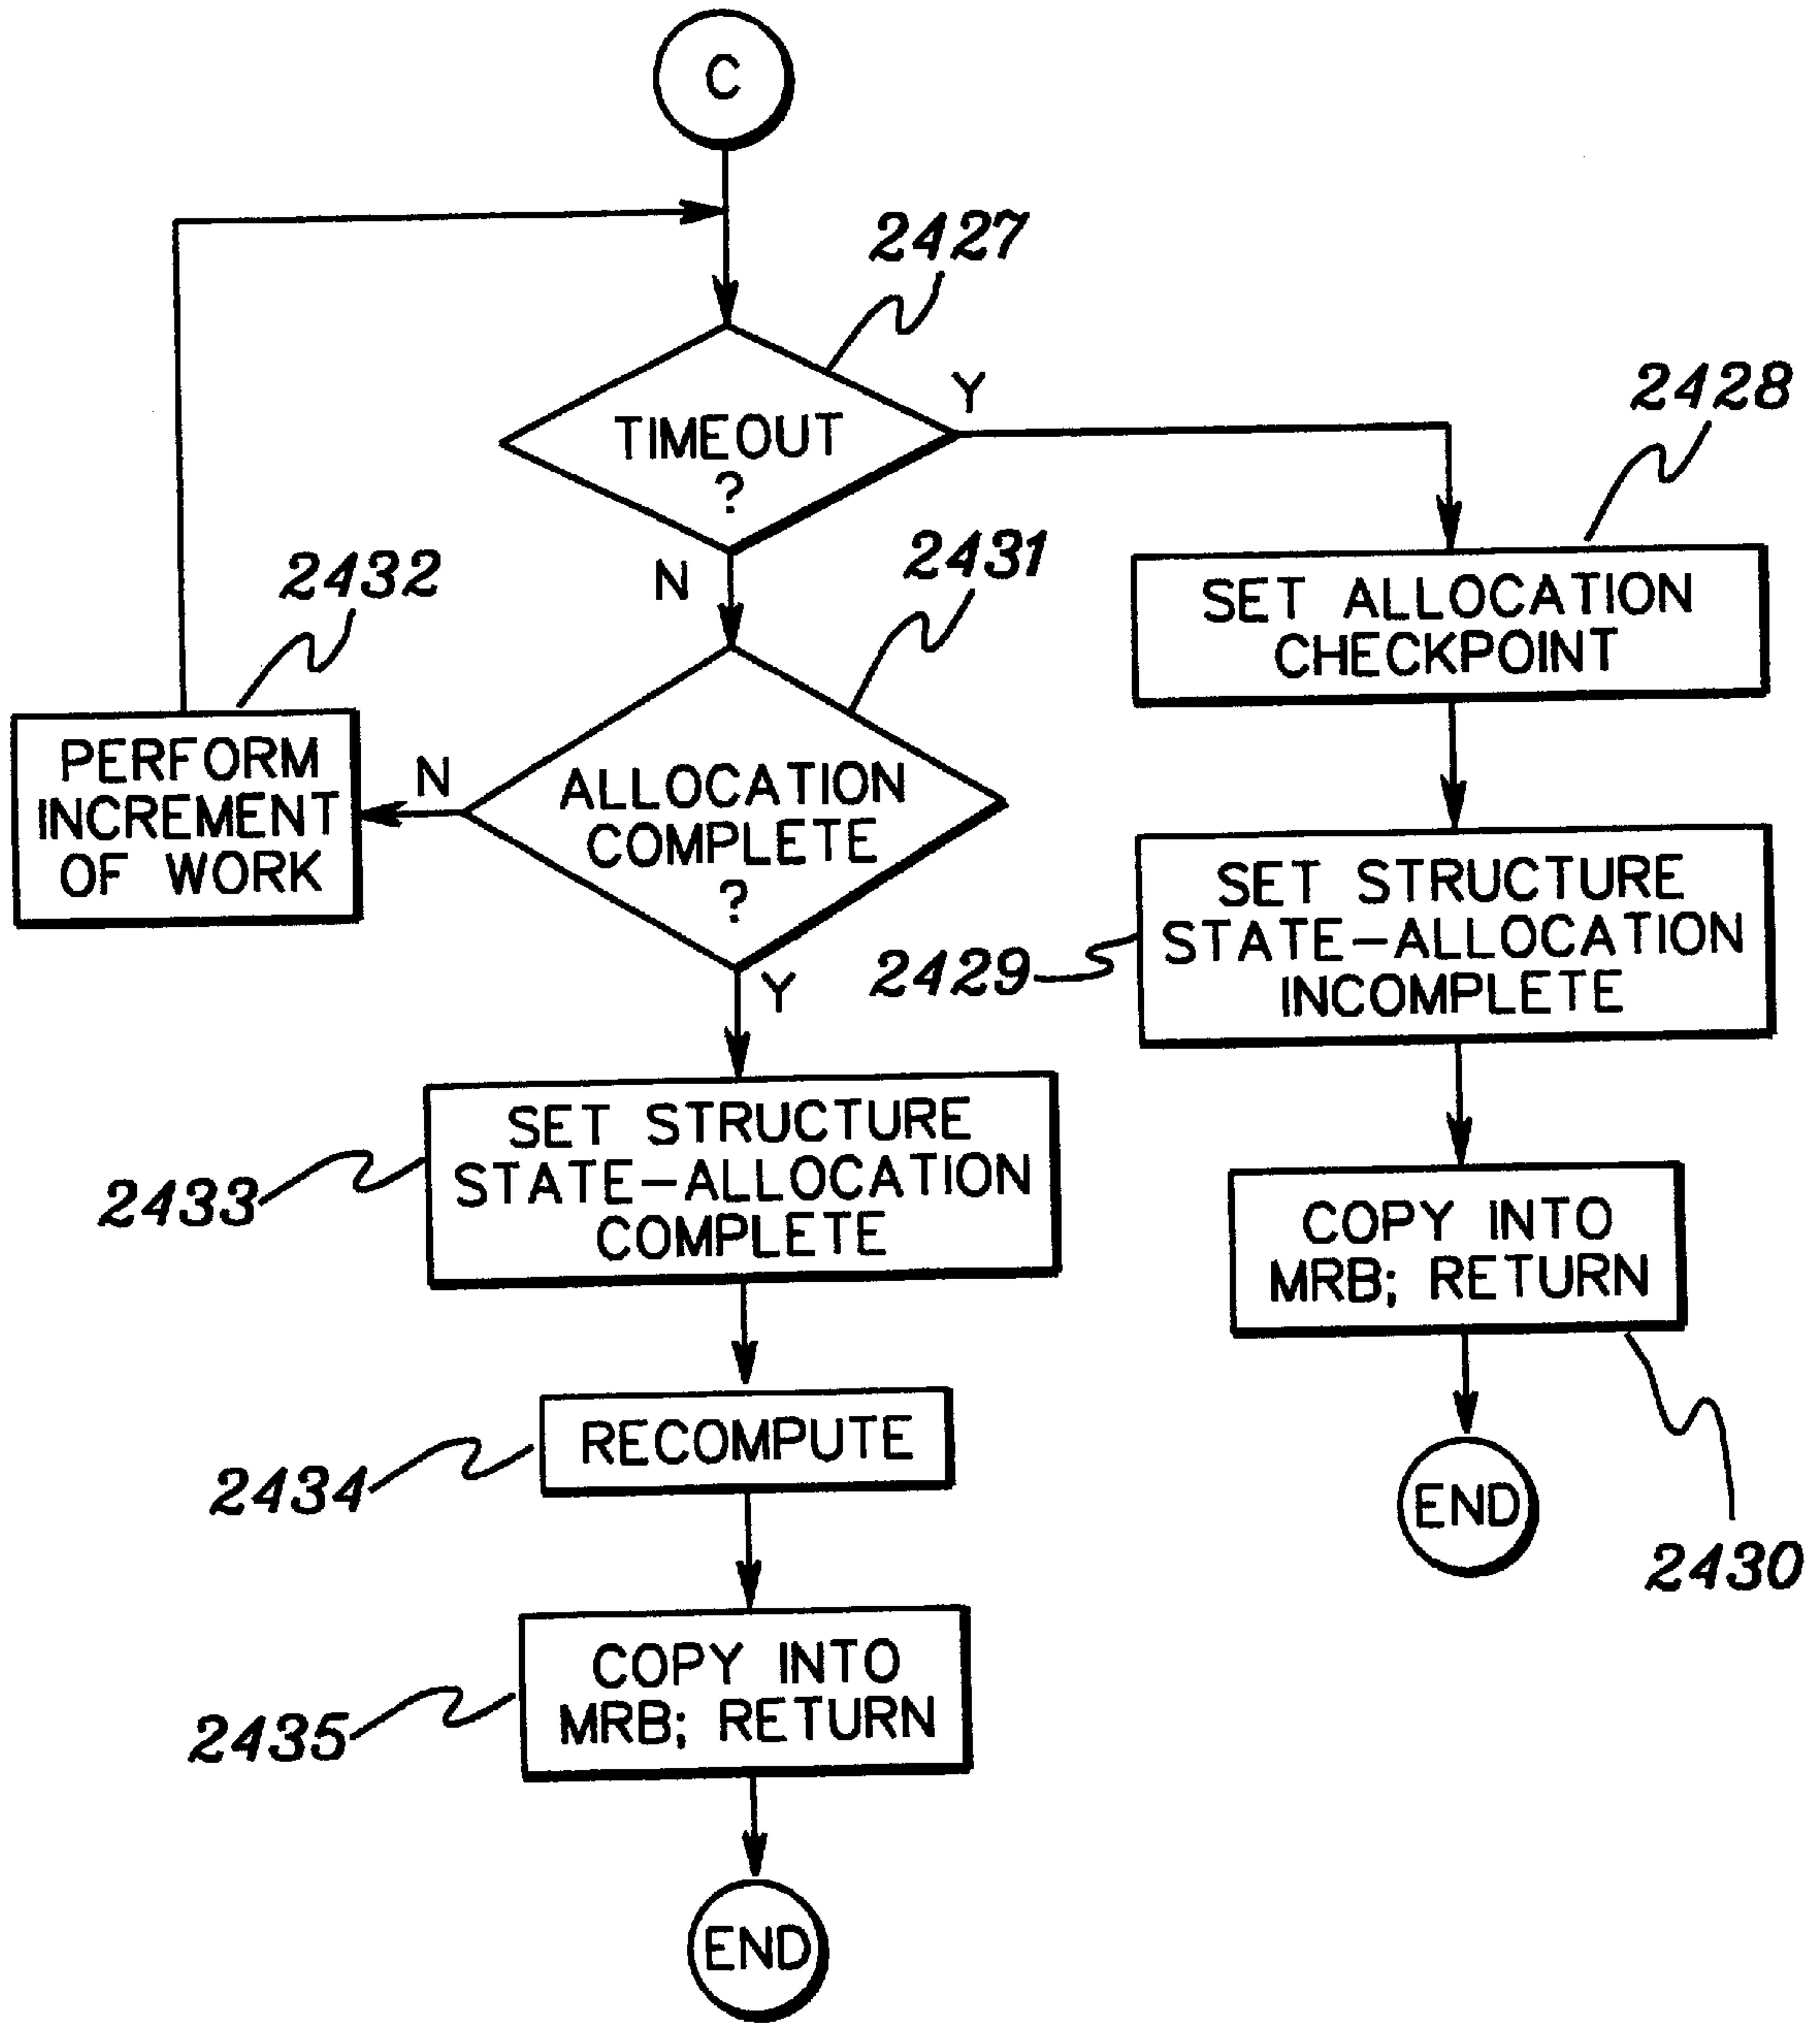 C
2427
TIMEOUT
?
Y
N
2428
SET ALLOCATION
CHECKPOINT
2431
2432
PERFORM
INCREMENT
OF WORK
N
ALLOCATION
COMPLETE
?
Y
2429
SET STRUCTURE
STATE-ALLOCATION
INCOMPLETE
2433
SET STRUCTURE
STATE-ALLOCATION
COMPLETE
COPY INTO
MRB; RETURN
2430
END
2434
RECOMPUTE
2435
COPY INTO
MRB; RETURN
END